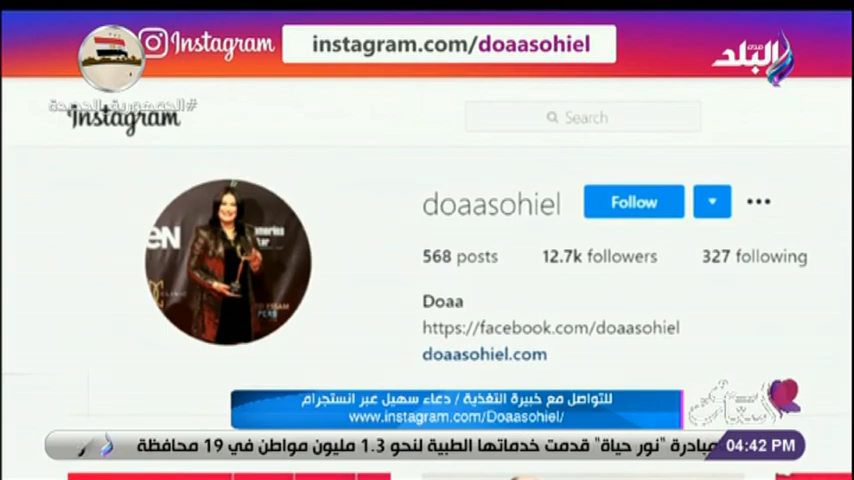 Instagram
instagram.com/doaasohiel
صدى
البلد
#الجمهورية_الجديدة
Instagram
Search
doaasohiel
Follow
568 posts 12.7k followers 327 following
Doaa
https://facebook.com/doaasohiel
doaasohiel.com
للتواصل مع خبيرة التغذية / دعاء سهيل عبر انستجرام
www.instagram.com/Doaasohiel/
مبادرة "نور حياة" قدمت خدماتها الطبية لنحو 1.3 مليون مواطن في 19 محافظة
04:42 PM